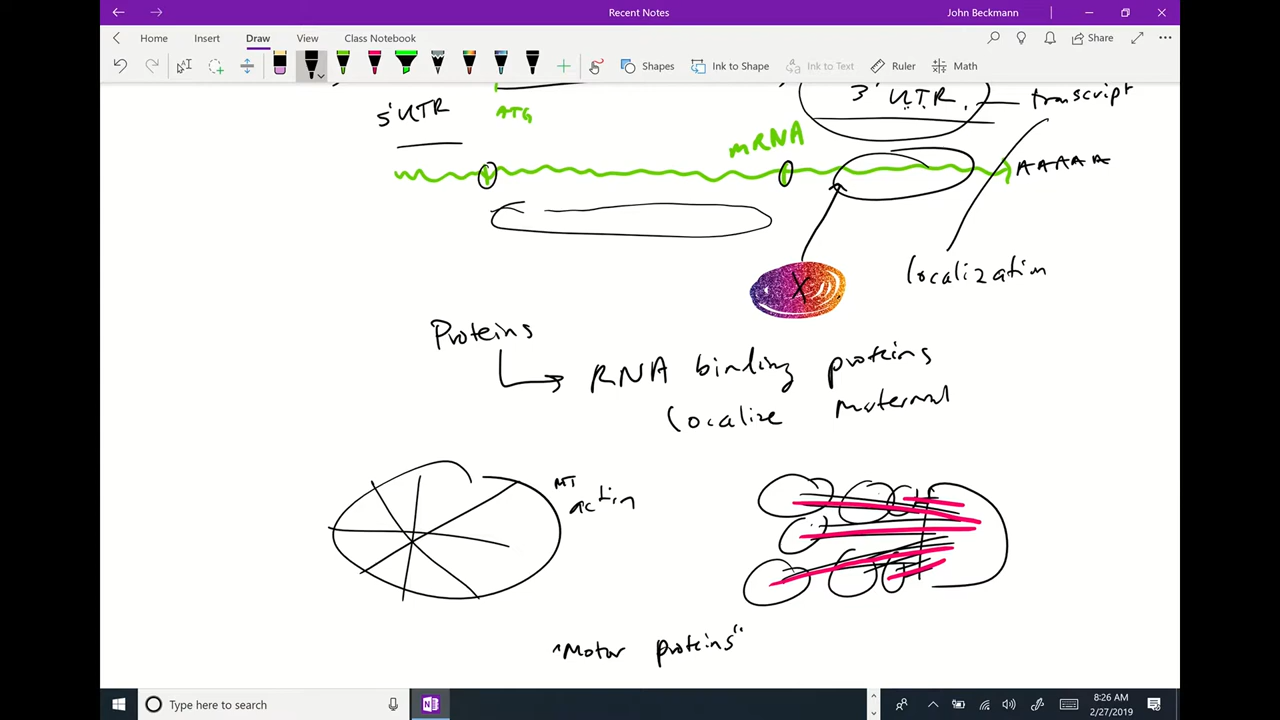 Recent Notes
John Beckmann
Home Insert Draw View Class Notebook
Share
Shapes Ink to Shape Ink to Text Ruler Math
3' UTR.
transcript
5' UTR
ATG
mRNA
AAAAA
X
localization
Proteins
RNA binding proteins
localize maternal
MT
actin
"Motor proteins"
Type here to search
8:26 AM
2/27/2019